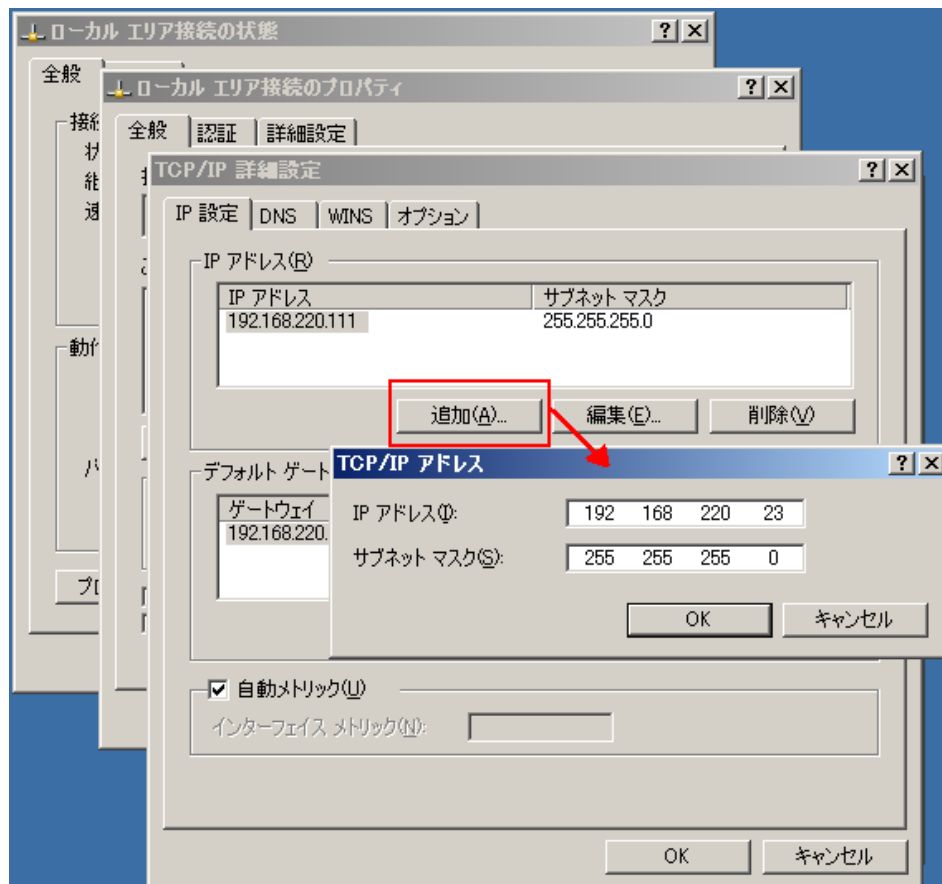 ローカル エリア接続の状態
全般
接続
動作
ローカル エリア接続のプロパティ
全般 認証 詳細設定
TCP/IP 詳細設定
IP 設定 DNS WINS オプション
IP アドレス(R)
IP アドレス サブネット マスク
192.168.220.111 255.255.255.0
追加(A)... 編集(E)... 削除(V)
デフォルト ゲート
ゲートウェイ
192.168.220.
TCP/IP アドレス
IP アドレス(I): 192 168 220 23
サブネット マスク(S): 255 255 255 0
OK キャンセル
自動メトリック(U)
インターフェイス メトリック(N):
OK キャンセル